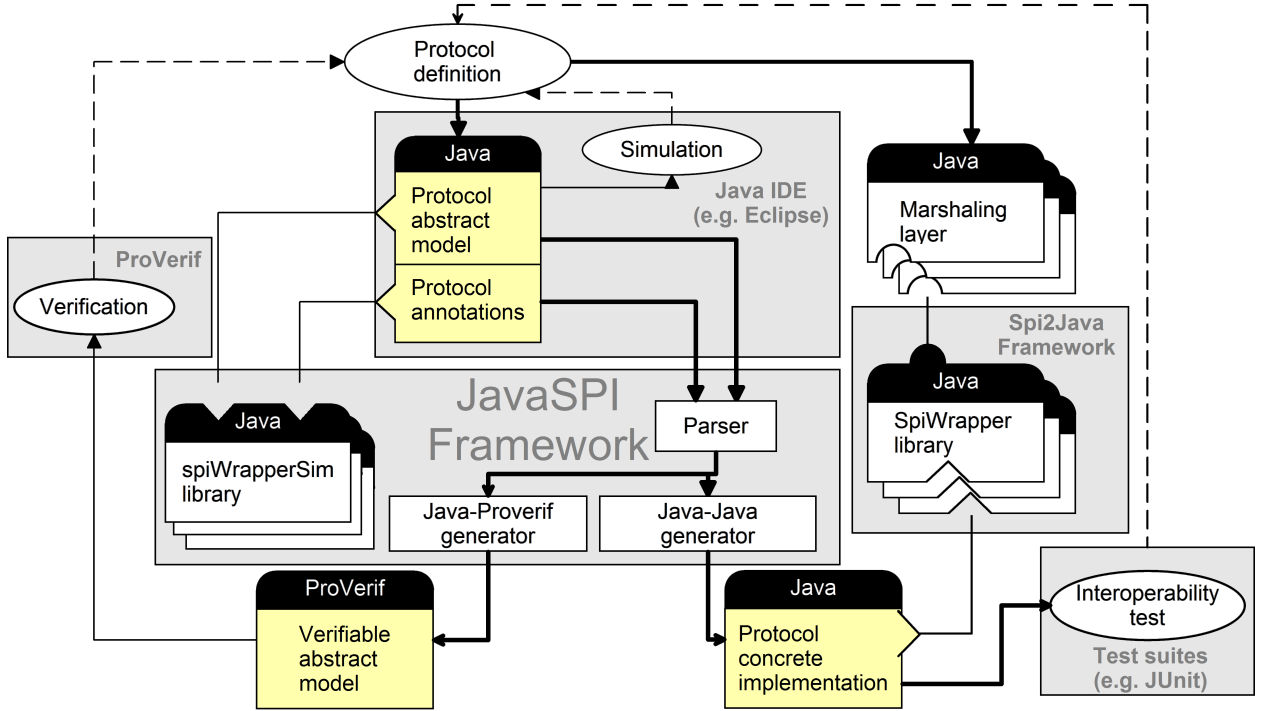 Protocol
definition
Java
Simulation
Java IDE
(e.g. Eclipse)
Protocol
abstract
model
Protocol
annotations
Java
Marshaling
layer
ProVerif
Verification
Spi2Java
Framework
Java
SpiWrapper
library
JavaSPI
Framework
Java
spiWrapperSim
library
Parser
Java-Proverif
generator
Java-Java
generator
ProVerif
Verifiable
abstract
model
Java
Protocol
concrete
implementation
Interoperability
test
Test suites
(e.g. JUnit)